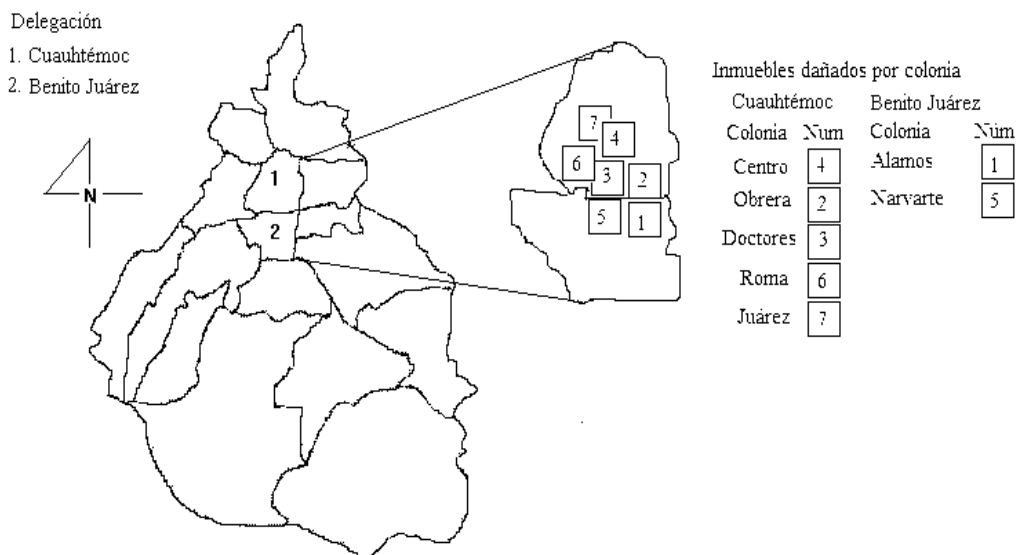 Delegación
1. Cuauhtémoc
2. Benito Juárez
N
1
2
7
4
6
3
2
5
1
Inmuebles dañados por colonia
Cuauhtémoc Benito Juárez
Colonia Num Colonia Núm
Centro 4 Alamos 1
Obrera 2 Narvarte 5
Doctores 3
Roma 6
Juárez 7